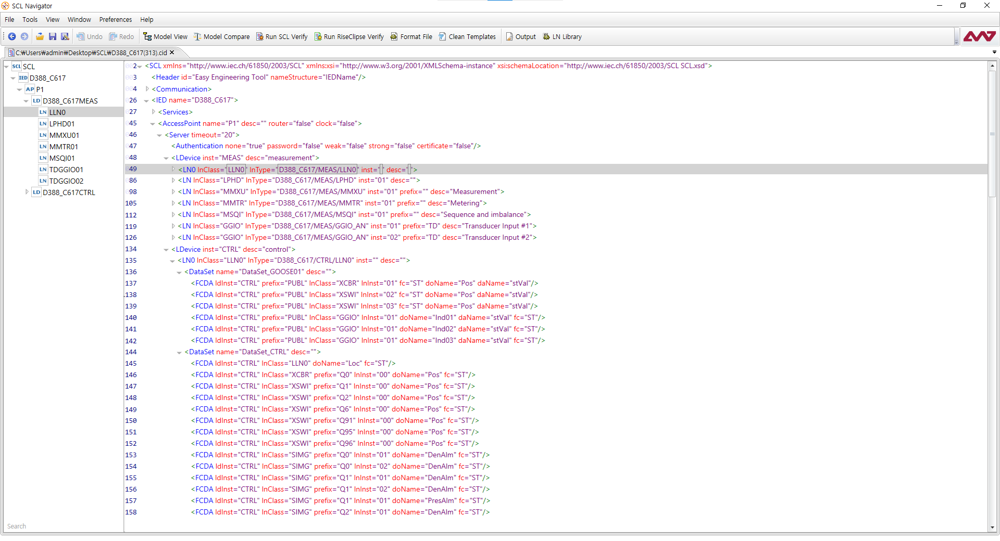 SCL Navigator
File Tools View Window Preferences Help
Undo Redo Model View Model Compare Run SCL Verify Run RiseClipse Verify Format File Clean Templates Output LN Library
C:₩Users₩admin₩Desktop₩SCL₩D388_C617(313).cid
SCL SCL
IED D388_C617
AP P1
LD D388_C617MEAS
LN LLN0
LN LPHD01
LN MMXU01
LN MMTR01
LN MSQI01
LN TDGGIO01
LN TDGGIO02
LD D388_C617CTRL
Search
2 <SCL xmlns="http://www.iec.ch/61850/2003/SCL" xmlns:xsi="http://www.w3.org/2001/XMLSchema-instance" xsi:schemaLocation="http://www.iec.ch/61850/2003/SCL SCL.xsd">
3 <Header id="Easy Engineering Tool" nameStructure="IEDName"/>
4 <Communication>
26 <IED name="D388_C617">
27 <Services>
45 <AccessPoint name="P1" desc="" router="false" clock="false">
46 <Server timeout="20">
47 <Authentication none="true" password="false" weak="false" strong="false" certificate="false"/>
48 <LDevice inst="MEAS" desc="measurement">
49 <LN0 lnClass="LLN0" lnType="D388_C617/MEAS/LLN0" inst="" desc="">
86 <LN lnClass="LPHD" lnType="D388_C617/MEAS/LPHD" inst="01" desc="">
98 <LN lnClass="MMXU" lnType="D388_C617/MEAS/MMXU" inst="01" prefix="" desc="Measurement">
105 <LN lnClass="MMTR" lnType="D388_C617/MEAS/MMTR" inst="01" prefix="" desc="Metering">
112 <LN lnClass="MSQI" lnType="D388_C617/MEAS/MSQI" inst="01" prefix="" desc="Sequence and imbalance">
119 <LN lnClass="GGIO" lnType="D388_C617/MEAS/GGIO_AN" inst="01" prefix="TD" desc="Transducer Input #1">
126 <LN lnClass="GGIO" lnType="D388_C617/MEAS/GGIO_AN" inst="02" prefix="TD" desc="Transducer Input #2">
134 <LDevice inst="CTRL" desc="control">
135 <LN0 lnClass="LLN0" lnType="D388_C617/CTRL/LLN0" inst="" desc="">
136 <DataSet name="DataSet_GOOSE01" desc="">
137 <FCDA ldInst="CTRL" prefix="PUBL" lnClass="XCBR" lnInst="01" fc="ST" doName="Pos" daName="stVal"/>
138 <FCDA ldInst="CTRL" prefix="PUBL" lnClass="XSWI" lnInst="02" fc="ST" doName="Pos" daName="stVal"/>
139 <FCDA ldInst="CTRL" prefix="PUBL" lnClass="XSWI" lnInst="03" fc="ST" doName="Pos" daName="stVal"/>
140 <FCDA ldInst="CTRL" prefix="PUBL" lnClass="GGIO" lnInst="01" doName="Ind01" daName="stVal" fc="ST"/>
141 <FCDA ldInst="CTRL" prefix="PUBL" lnClass="GGIO" lnInst="01" doName="Ind02" daName="stVal" fc="ST"/>
142 <FCDA ldInst="CTRL" prefix="PUBL" lnClass="GGIO" lnInst="01" doName="Ind03" daName="stVal" fc="ST"/>
144 <DataSet name="DataSet_CTRL" desc="">
145 <FCDA ldInst="CTRL" lnClass="LLN0" doName="Loc" fc="ST"/>
146 <FCDA ldInst="CTRL" lnClass="XCBR" prefix="Q0" lnInst="00" doName="Pos" fc="ST"/>
147 <FCDA ldInst="CTRL" lnClass="XSWI" prefix="Q1" lnInst="00" doName="Pos" fc="ST"/>
148 <FCDA ldInst="CTRL" lnClass="XSWI" prefix="Q2" lnInst="00" doName="Pos" fc="ST"/>
149 <FCDA ldInst="CTRL" lnClass="XSWI" prefix="Q6" lnInst="00" doName="Pos" fc="ST"/>
150 <FCDA ldInst="CTRL" lnClass="XSWI" prefix="Q91" lnInst="00" doName="Pos" fc="ST"/>
151 <FCDA ldInst="CTRL" lnClass="XSWI" prefix="Q95" lnInst="00" doName="Pos" fc="ST"/>
152 <FCDA ldInst="CTRL" lnClass="XSWI" prefix="Q96" lnInst="00" doName="Pos" fc="ST"/>
153 <FCDA ldInst="CTRL" lnClass="SIMG" prefix="Q0" lnInst="01" doName="DenAlm" fc="ST"/>
154 <FCDA ldInst="CTRL" lnClass="SIMG" prefix="Q0" lnInst="02" doName="DenAlm" fc="ST"/>
155 <FCDA ldInst="CTRL" lnClass="SIMG" prefix="Q1" lnInst="01" doName="DenAlm" fc="ST"/>
156 <FCDA ldInst="CTRL" lnClass="SIMG" prefix="Q1" lnInst="02" doName="DenAlm" fc="ST"/>
157 <FCDA ldInst="CTRL" lnClass="SIMG" prefix="Q1" lnInst="01" doName="PresAlm" fc="ST"/>
158 <FCDA ldInst="CTRL" lnClass="SIMG" prefix="Q2" lnInst="01" doName="DenAlm" fc="ST"/>